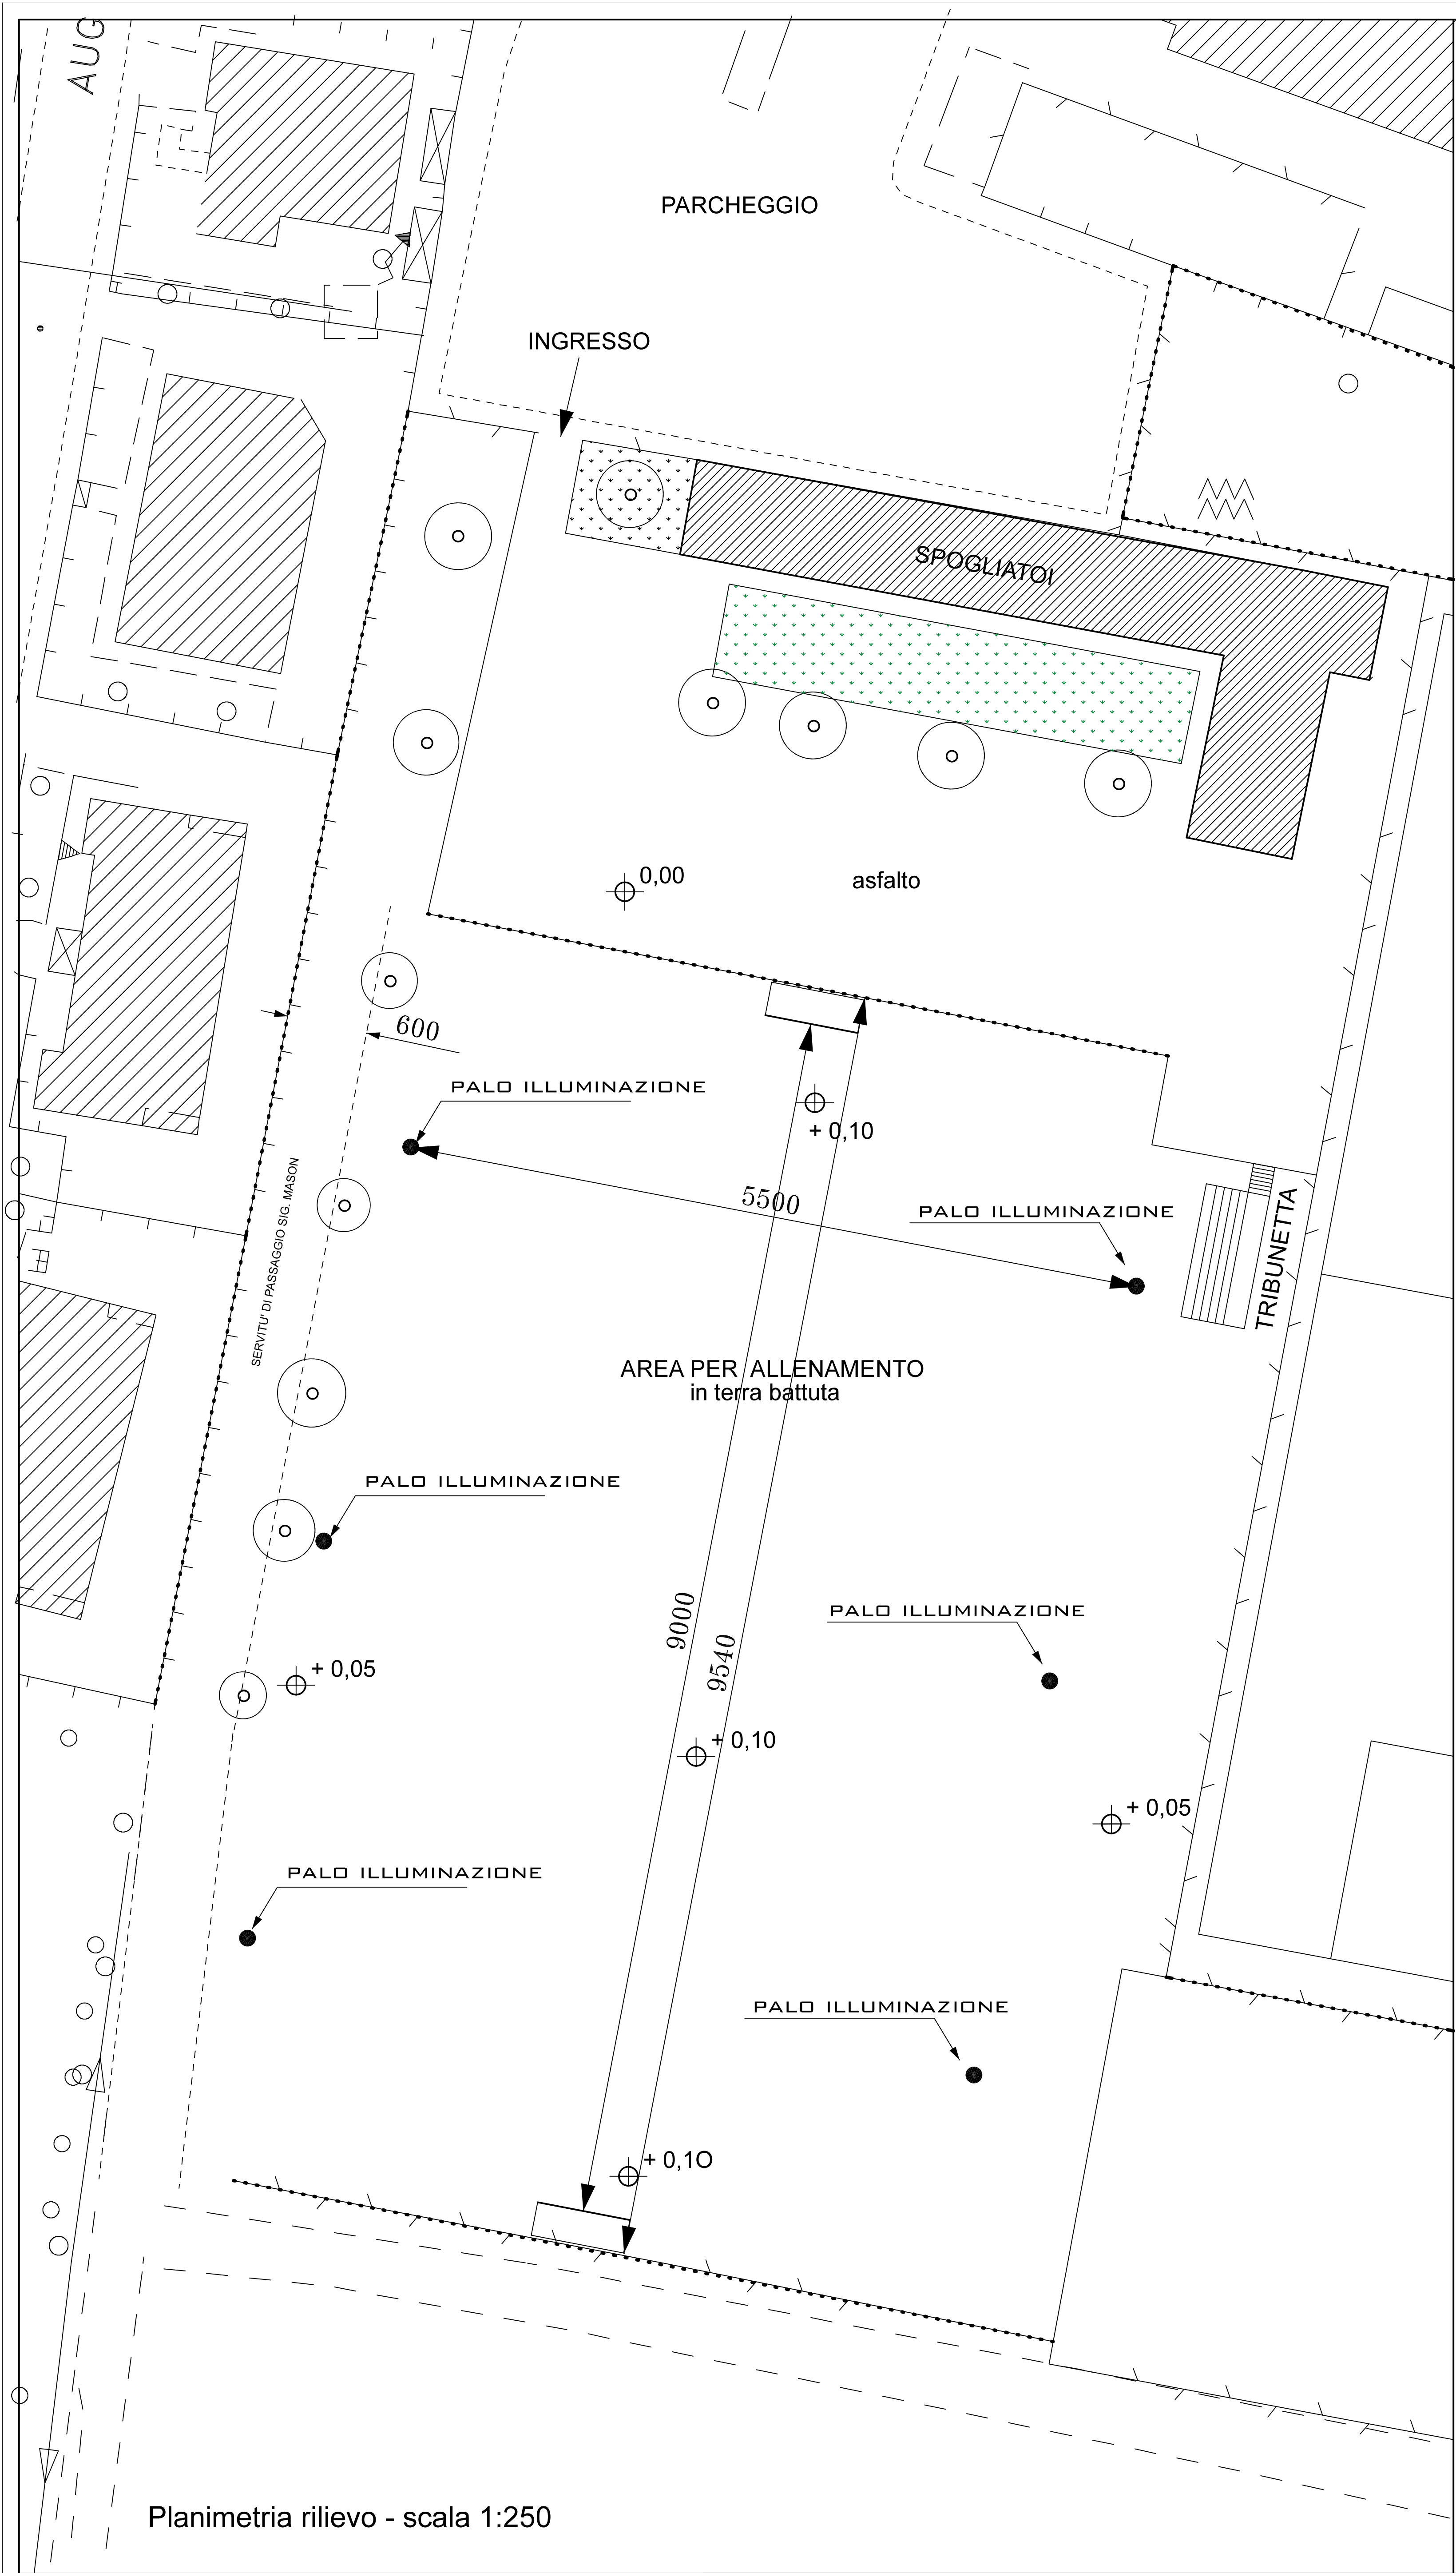 AUG
PARCHEGGIO
INGRESSO
SPOGLIATOI
0,00
asfalto
600
PALO ILLUMINAZIONE
+ 0,10
5500
PALO ILLUMINAZIONE
TRIBUNETTA
SERVITU' DI PASSAGGIO SIG. MASON
AREA PER ALLENAMENTO
in terra battuta
PALO ILLUMINAZIONE
9000
9540
PALO ILLUMINAZIONE
+ 0,05
+ 0,10
+ 0,05
PALO ILLUMINAZIONE
PALO ILLUMINAZIONE
+ 0,1O
Planimetria rilievo - scala 1:250